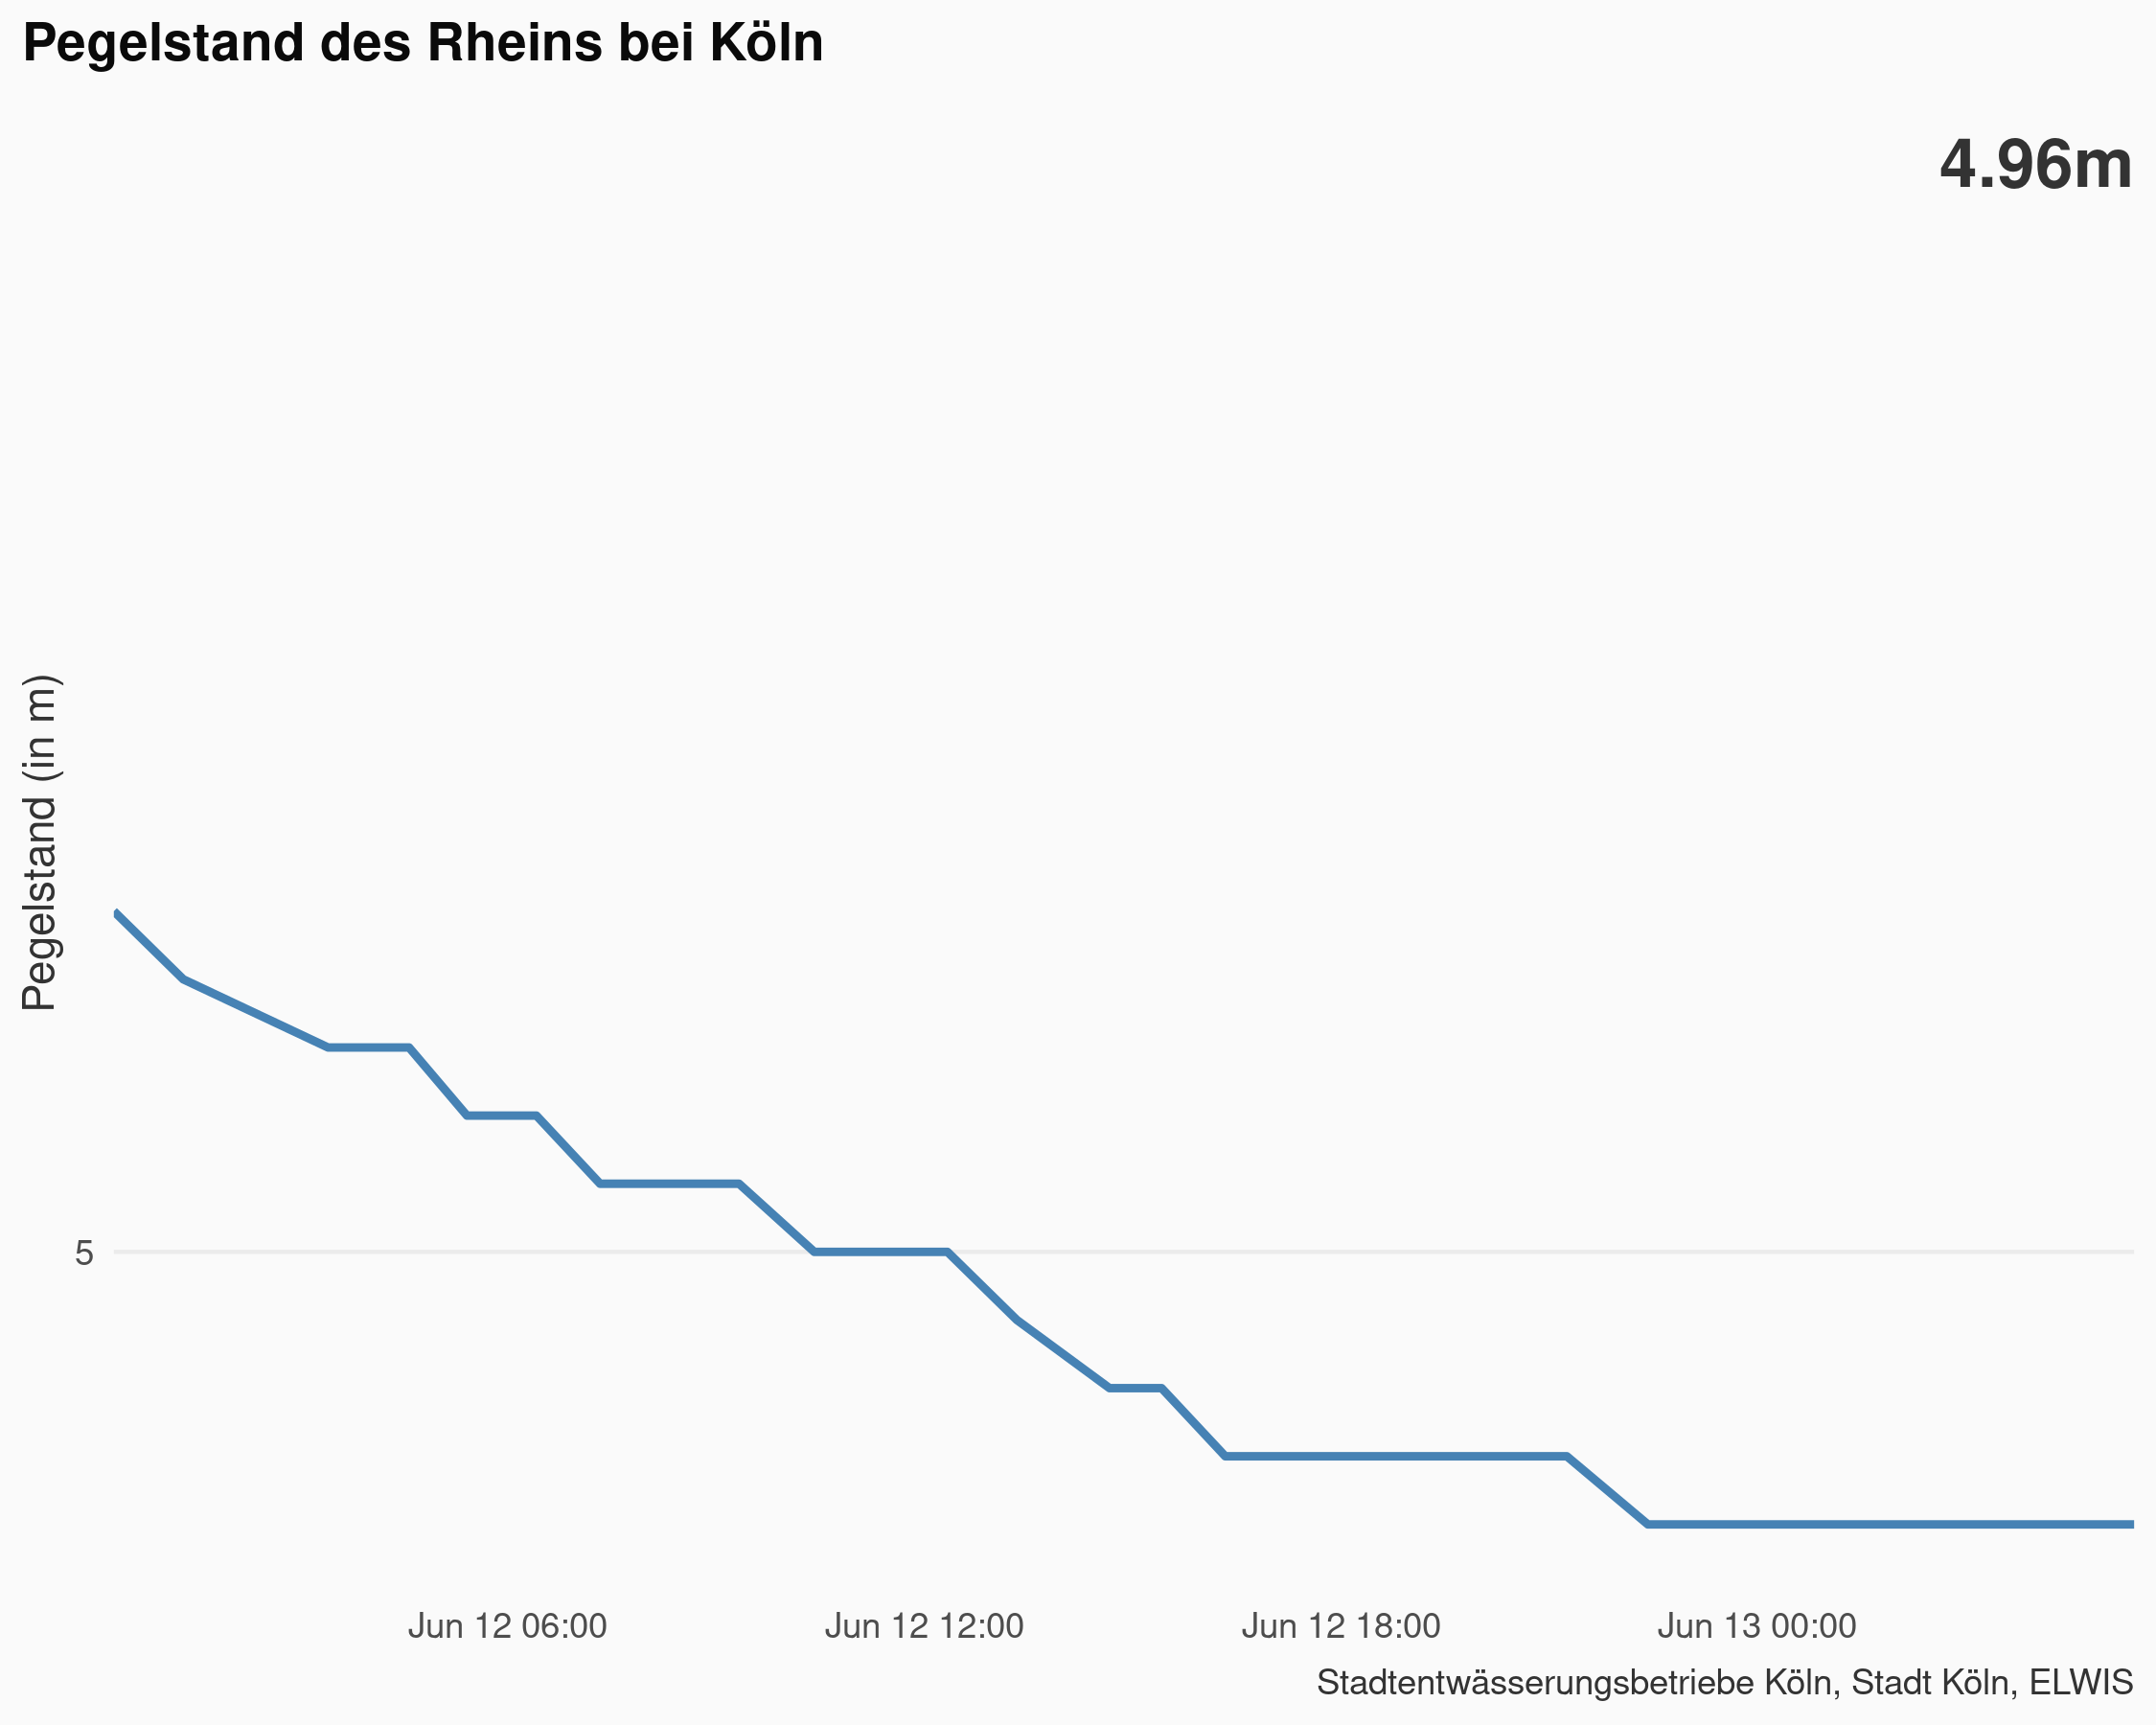 Pegelstand des Rheins bei Köln
4.96m
Pegelstand (in m)
5
Jun 12 06:00
Jun 12 12:00
Jun 12 18:00
Jun 13 00:00
Stadtentwässerungsbetriebe Köln, Stadt Köln, ELWIS